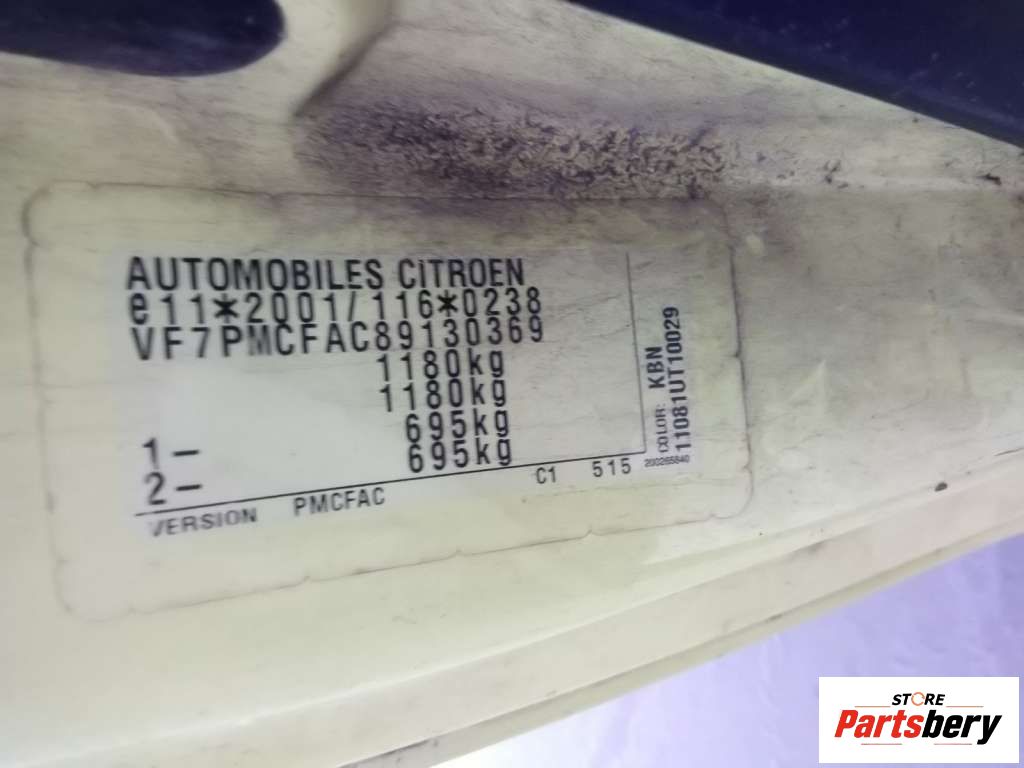 AUTOMOBILES CiTROEN
e11*2001/116*0238
VF7PMCFAC89130369
1180kg
1180kg
1- 695kg
2- 695kg
VERSION PMCFAC C1 515
COLOR: KBN
11081UT10029
200265840
STORE
Partsbery